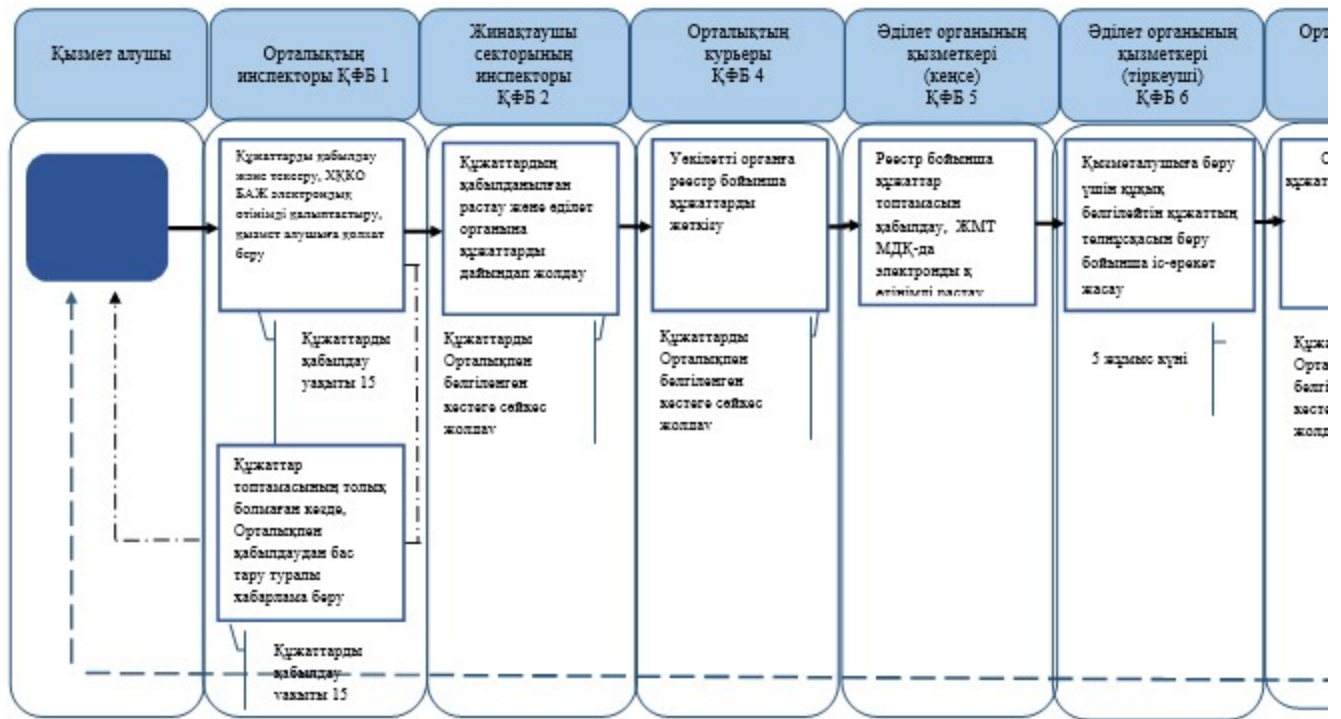 Қызмет алушы
Орталықтың
инспекторы ҚФБ 1
Жинақтаушы
секторының
инспекторы
ҚФБ 2
Орталықтың
курьеры
ҚФБ 4
Әділет органының
қызметкері
(кеңсе)
ҚФБ 5
Әділет органының
қызметкері
(тіркеуші)
ҚФБ 6
Құжаттарды қабылдау
және тексеру, ХҚКО
БАЖ электрондық
өтінімді қалыптастыру,
қызмет алушыға қолхат
беру
Құжаттарды
қабылдау
уақыты 15
Құжаттар
топтамасының толық
болмаған кезде,
Орталықпен
қабылдаудан бас
тару туралы
хабарлама беру
Құжаттарды
қабылдау
уақыты 15
Құжаттардың
қабылданылған
растау және әділет
органына
құжаттарды
дайындап жолдау
Құжаттарды
Орталықпен
белгіленген
кестеге сәйкес
жолдау
Уәкілетті органға
реестр бойынша
құжаттарды
жеткізу
Құжаттарды
Орталықпен
белгіленген
кестеге сәйкес
жолдау
Реестр бойынша
құжаттар
топтамасын
қабылдау, ЖМТ
МДҚ-да
электронды қ
өтінімді растау
Қызметалушыға беру
үшін құқық
белгілейтін құжаттың
телнұсқасын беру
бойынша іс-әрекет
жасау
5 жұмыс күні